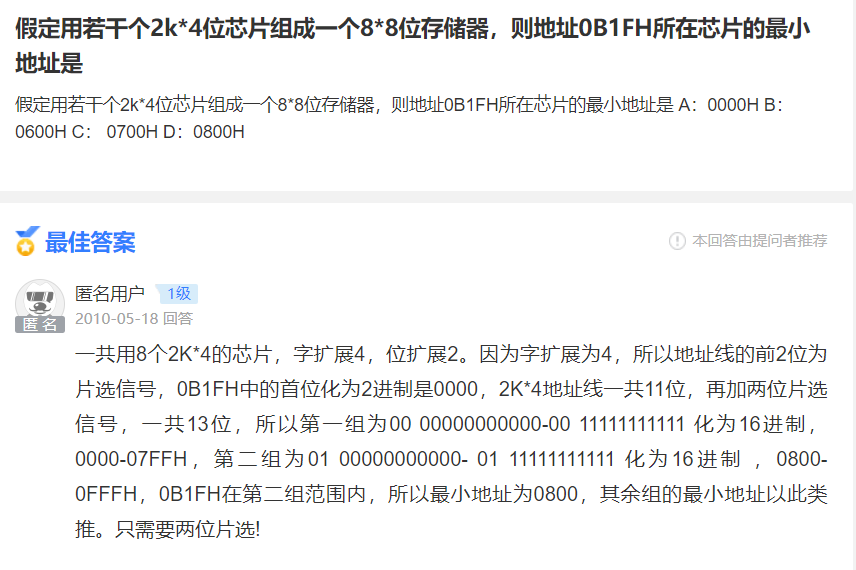 假定用若干个2k*4位芯片组成一个8*8位存储器，则地址0B1FH所在芯片的最小
地址是
假定用若干个2k*4位芯片组成一个8*8位存储器，则地址0B1FH所在芯片的最小地址是 A：0000H B：
0600H C： 0700H D：0800H
最佳答案
本回答由提问者推荐
匿名用户
1级
匿名
2010-05-18 回答
一共用8个2K*4的芯片，字扩展4，位扩展2。因为字扩展为4，所以地址线的前2位为
片选信号，0B1FH中的首位化为2进制是0000，2K*4地址线一共11位，再加两位片选
信号，一共13位，所以第一组为00 00000000000-00 11111111111 化为16进制，
0000-07FFH，第二组为01 00000000000- 01 11111111111 化为16进制 ，0800-
0FFFH，0B1FH在第二组范围内，所以最小地址为0800，其余组的最小地址以此类
推。只需要两位片选!